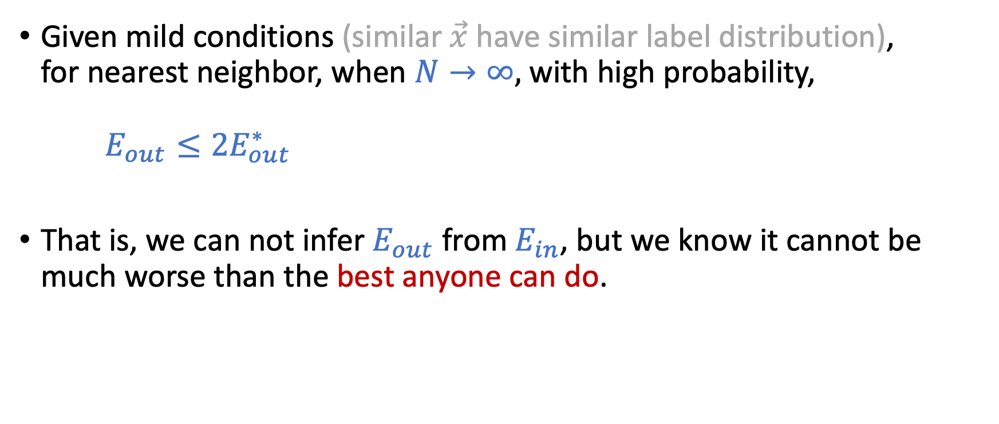 • Given mild conditions (similar $\vec{x}$ have similar label distribution),
for nearest neighbor, when $N \to \infty$, with high probability,
$E_{out} \leq 2E_{out}^{*}$
• That is, we can not infer $E_{out}$ from $E_{in}$, but we know it cannot be
much worse than the best anyone can do.